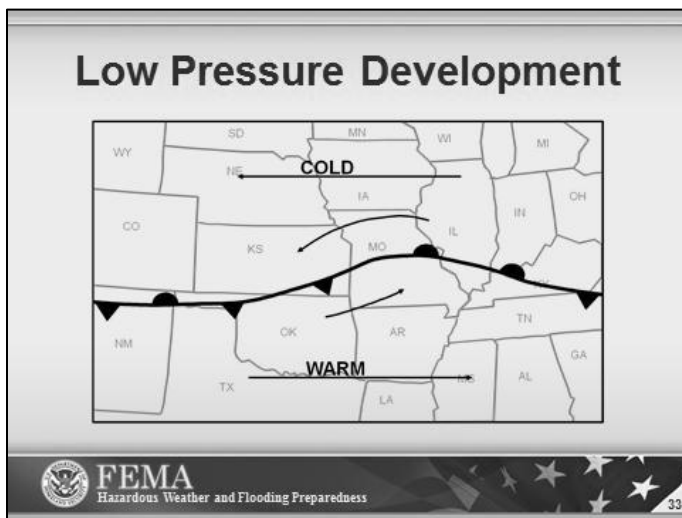 Low Pressure Development
SD
MN
WI
MI
WY
COLD
NE
IA
OH
IN
IL
CO
MO
KS
KY
TN
OK
AR
NM
GA
WARM
MS
AL
TX
LA
FEMA
Hazardous Weather and Flooding Preparedness
33